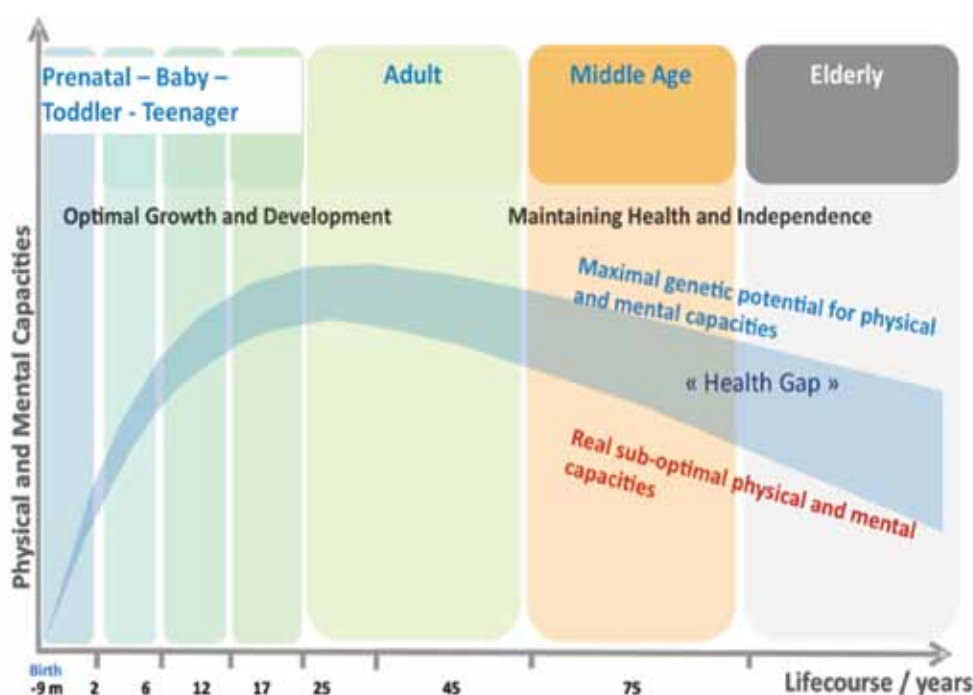 Physical and Mental Capacities
Prenatal – Baby –
Toddler - Teenager
Adult
Middle Age
Elderly
Optimal Growth and Development
Maintaining Health and Independence
Maximal genetic potential for physical
and mental capacities
« Health Gap »
Real sub-optimal physical and mental
capacities
Birth
-9 m 2 6 12 17 25 45 75
Lifecourse / years